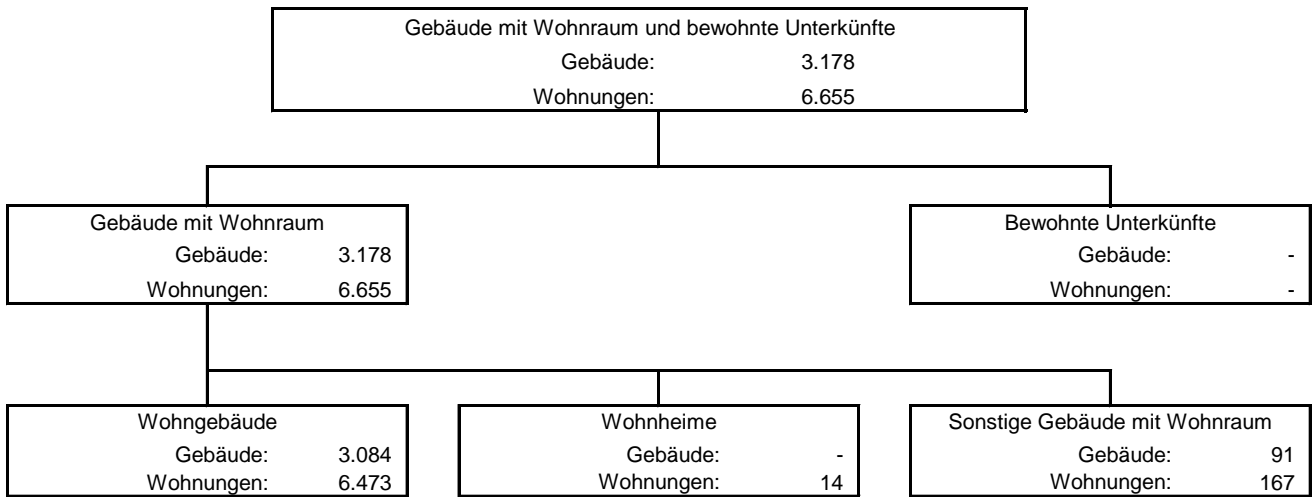 Gebäude mit Wohnraum und bewohnte Unterkünfte
Gebäude: 3.178
Wohnungen: 6.655
Gebäude mit Wohnraum
Gebäude: 3.178
Wohnungen: 6.655
Bewohnte Unterkünfte
Gebäude: -
Wohnungen: -
Wohngebäude
Gebäude: 3.084
Wohnungen: 6.473
Wohnheime
Gebäude: -
Wohnungen: 14
Sonstige Gebäude mit Wohnraum
Gebäude: 91
Wohnungen: 167